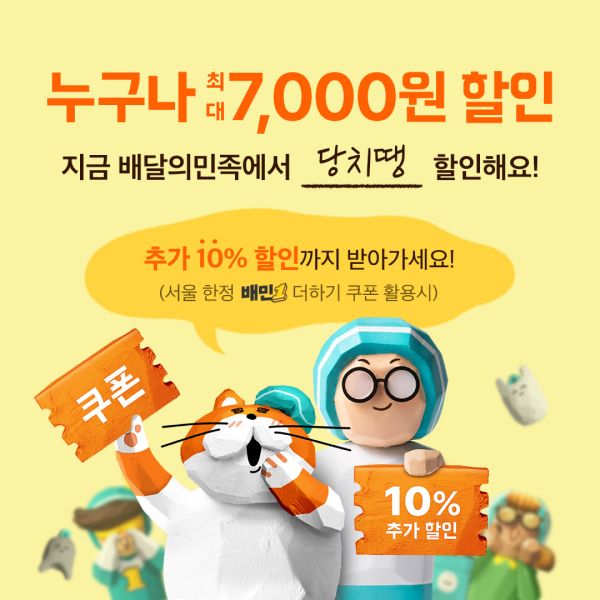 누구나 최대 7,000원 할인
지금 배달의민족에서 당치땡 할인해요!
추가 10% 할인까지 받아가세요!
(서울 한정 배민1 더하기 쿠폰 활용시)
쿠폰
10%
추가 할인
1